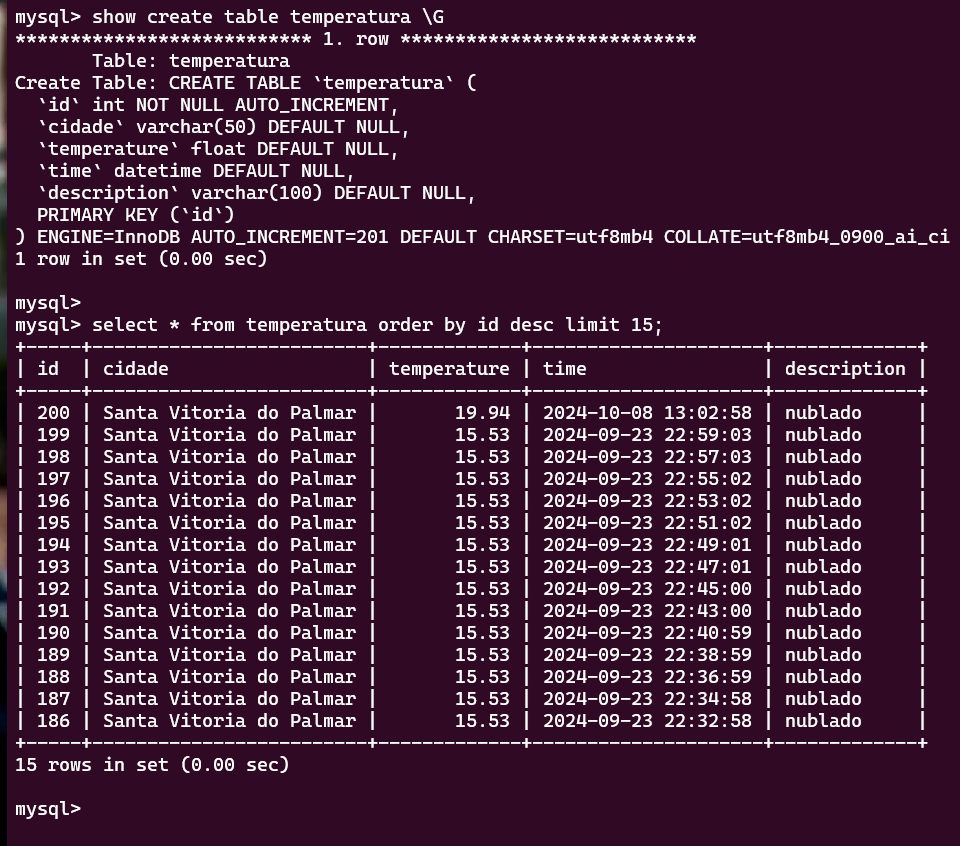 mysql> show create table temperatura \G
*************************** 1. row ***************************
       Table: temperatura
Create Table: CREATE TABLE `temperatura` (
  `id` int NOT NULL AUTO_INCREMENT,
  `cidade` varchar(50) DEFAULT NULL,
  `temperature` float DEFAULT NULL,
  `time` datetime DEFAULT NULL,
  `description` varchar(100) DEFAULT NULL,
  PRIMARY KEY (`id`)
) ENGINE=InnoDB AUTO_INCREMENT=201 DEFAULT CHARSET=utf8mb4 COLLATE=utf8mb4_0900_ai_ci
1 row in set (0.00 sec)

mysql>
mysql> select * from temperatura order by id desc limit 15;
+-----+-------------------------+-------------+---------------------+-------------+
| id  | cidade                  | temperature | time                | description |
+-----+-------------------------+-------------+---------------------+-------------+
| 200 | Santa Vitoria do Palmar |       19.94 | 2024-10-08 13:02:58 | nublado     |
| 199 | Santa Vitoria do Palmar |       15.53 | 2024-09-23 22:59:03 | nublado     |
| 198 | Santa Vitoria do Palmar |       15.53 | 2024-09-23 22:57:03 | nublado     |
| 197 | Santa Vitoria do Palmar |       15.53 | 2024-09-23 22:55:02 | nublado     |
| 196 | Santa Vitoria do Palmar |       15.53 | 2024-09-23 22:53:02 | nublado     |
| 195 | Santa Vitoria do Palmar |       15.53 | 2024-09-23 22:51:02 | nublado     |
| 194 | Santa Vitoria do Palmar |       15.53 | 2024-09-23 22:49:01 | nublado     |
| 193 | Santa Vitoria do Palmar |       15.53 | 2024-09-23 22:47:01 | nublado     |
| 192 | Santa Vitoria do Palmar |       15.53 | 2024-09-23 22:45:00 | nublado     |
| 191 | Santa Vitoria do Palmar |       15.53 | 2024-09-23 22:43:00 | nublado     |
| 190 | Santa Vitoria do Palmar |       15.53 | 2024-09-23 22:40:59 | nublado     |
| 189 | Santa Vitoria do Palmar |       15.53 | 2024-09-23 22:38:59 | nublado     |
| 188 | Santa Vitoria do Palmar |       15.53 | 2024-09-23 22:36:59 | nublado     |
| 187 | Santa Vitoria do Palmar |       15.53 | 2024-09-23 22:34:58 | nublado     |
| 186 | Santa Vitoria do Palmar |       15.53 | 2024-09-23 22:32:58 | nublado     |
+-----+-------------------------+-------------+---------------------+-------------+
15 rows in set (0.00 sec)

mysql>